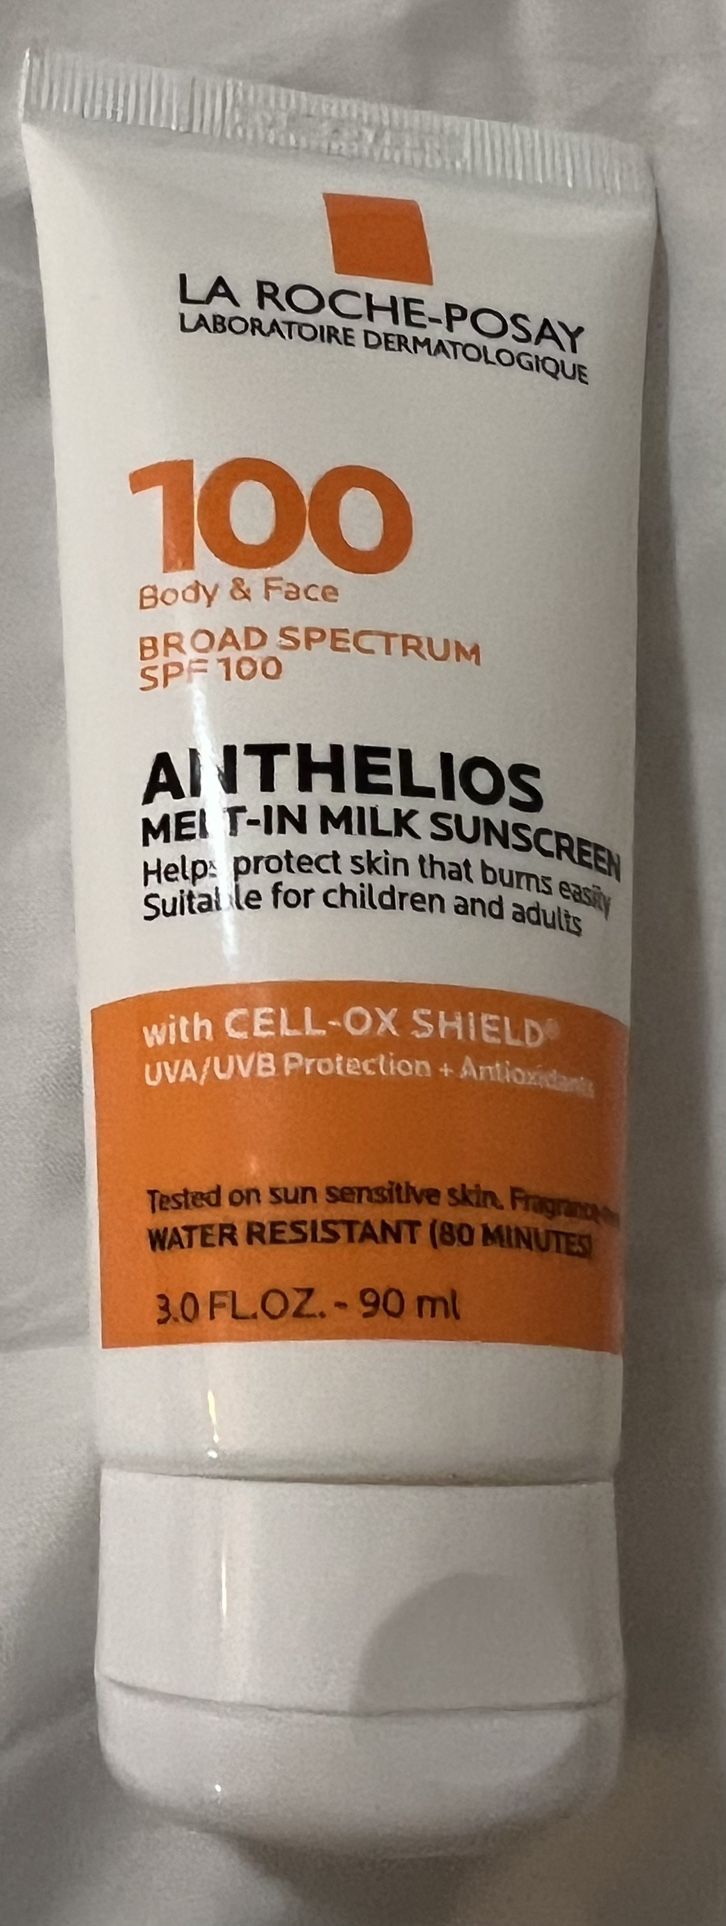 LA ROCHE-POSAY
LABORATOIRE DERMATOLOGIQUE
100
Body & Face
BROAD SPECTRUM
SPF 100
ANTHELIOS
MELT-IN MILK SUNSCREEN
Helps protect skin that burns easily
Suitable for children and adults
with CELL-OX SHIELD®
UVA/UVB Protection + Antioxidants
Tested on sun sensitive skin. Fragrance-free
WATER RESISTANT (80 MINUTES)
3.0 FL.OZ. - 90 ml